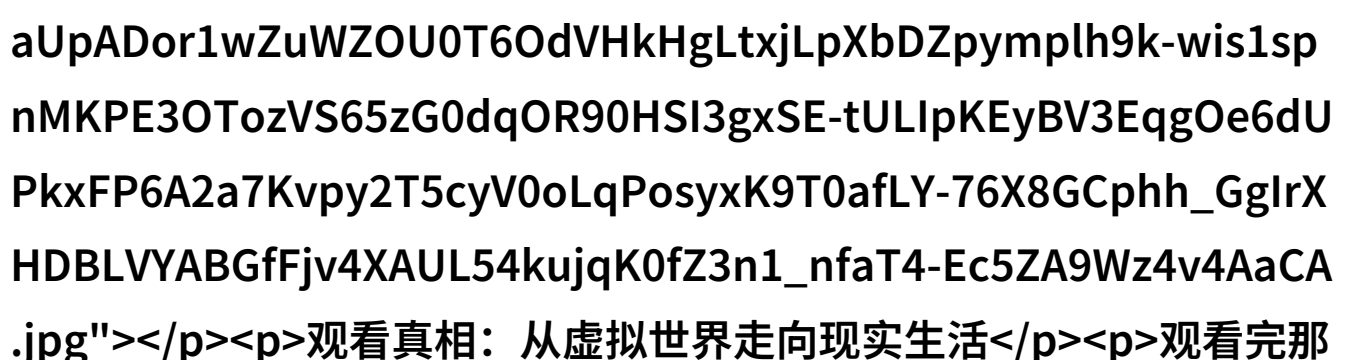 aUpADor1wZuWZOU0T6OdVHkHgLtxjLpXbDZpymplh9k-wis1sp
nMKPE3OTozVS65zG0dqOR90HSI3gxSE-tULIpKEyBV3EqgOe6dU
PkxFP6A2a7Kvpy2T5cyV0oLqPosyxK9T0afLY-76X8GCphh_GgIrX
HDBLVYABGfFjv4XAUL54kujqK0fZ3n1_nfaT4-Ec5ZA9Wz4v4AaCA
.jpg"></p><p>观看真相：从虚拟世界走向现实生活</p><p>观看完那